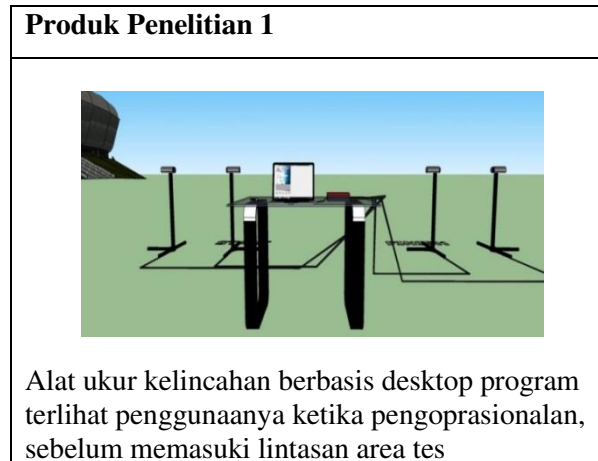 Produk Penelitian 1
Alat ukur kelincahan berbasis desktop program
terlihat penggunaanya ketika pengoprasionalan,
sebelum memasuki lintasan area tes